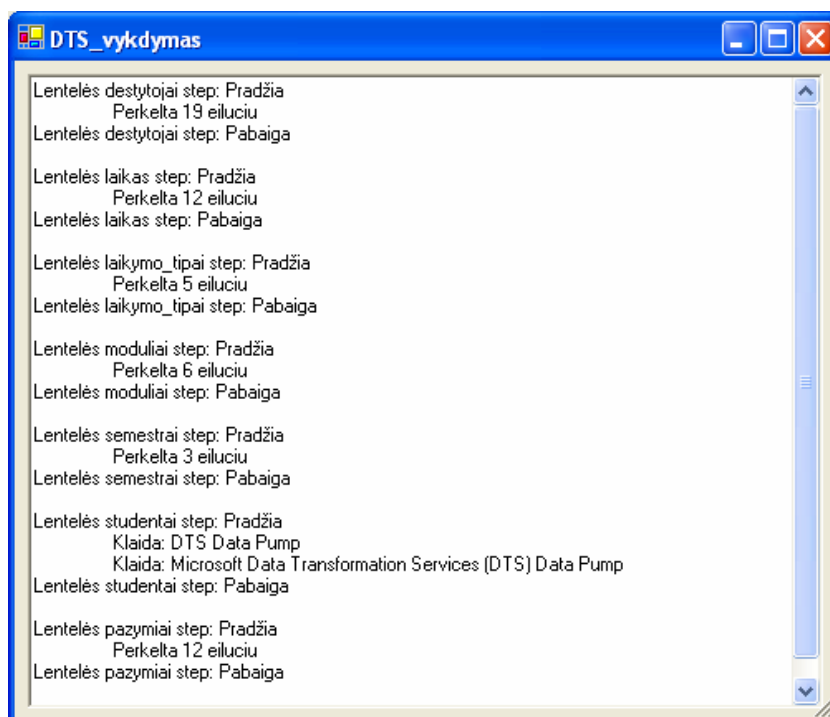 DTS_vykdymas
Lentelės destytojai step: Pradžia
Perkelta 19 eiluciu
Lentelės destytojai step: Pabaiga
Lentelės laikas step: Pradžia
Perkelta 12 eiluciu
Lentelės laikas step: Pabaiga
Lentelės laikymo_tipai step: Pradžia
Perkelta 5 eiluciu
Lentelės laikymo_tipai step: Pabaiga
Lentelės moduliai step: Pradžia
Perkelta 6 eiluciu
Lentelės moduliai step: Pabaiga
Lentelės semestrai step: Pradžia
Perkelta 3 eiluciu
Lentelės semestrai step: Pabaiga
Lentelės studentai step: Pradžia
Klaida: DTS Data Pump
Klaida: Microsoft Data Transformation Services (DTS) Data Pump
Lentelės studentai step: Pabaiga
Lentelės pazymiai step: Pradžia
Perkelta 12 eiluciu
Lentelės pazymiai step: Pabaiga